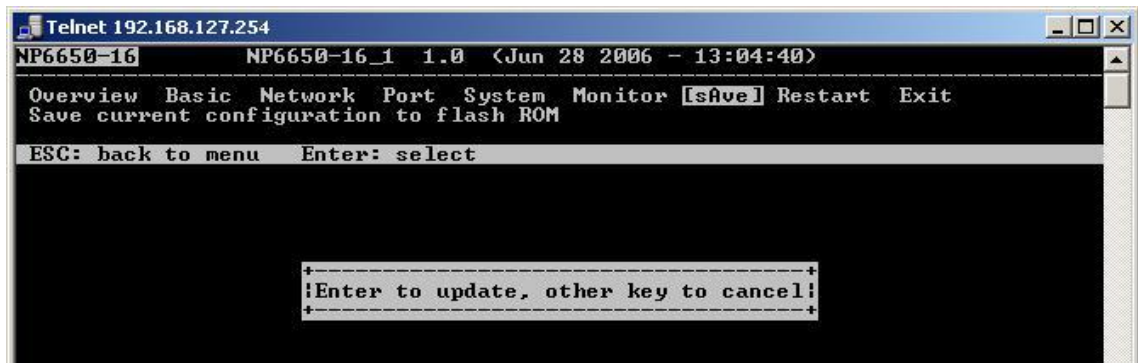 Telnet 192.168.127.254
NP6650-16 NP6650-16_1 1.0 (Jun 28 2006 - 13:04:40)
Overview Basic Network Port System Monitor [sAve] Restart Exit
Save current configuration to flash ROM
ESC: back to menu Enter: select
Enter to update, other key to cancel